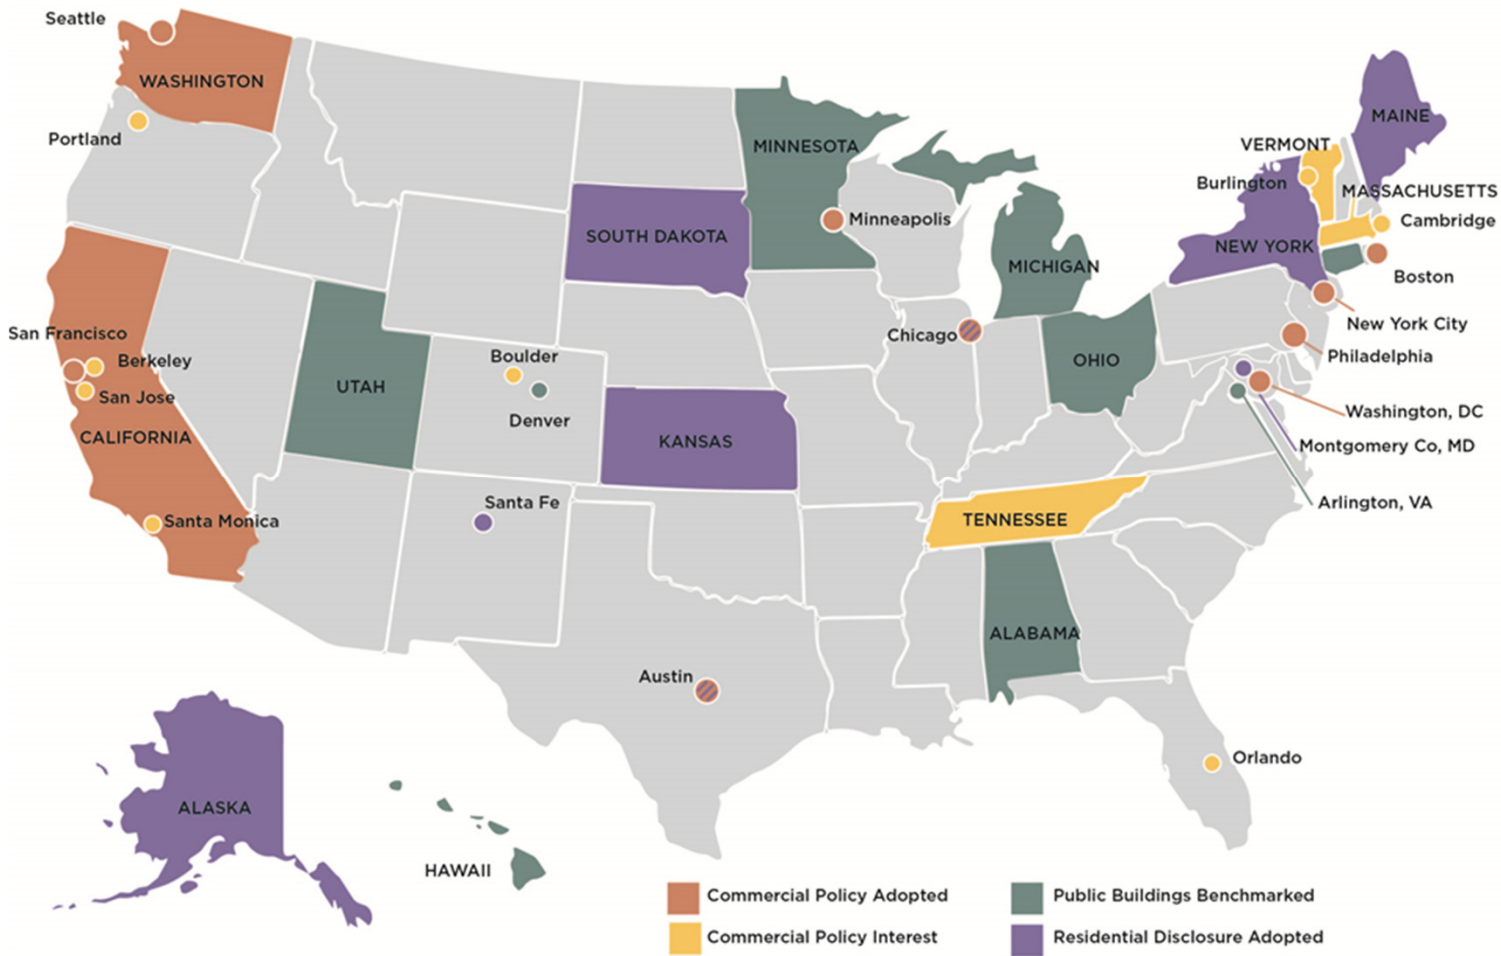 Seattle
WASHINGTON
Portland
MINNESOTA
MAINE
VERMONT
Burlington
MASSACHUSETTS
Minneapolis
Cambridge
SOUTH DAKOTA
NEW YORK
MICHIGAN
Boston
San Francisco
Chicago
New York City
Berkeley
Boulder
Philadelphia
OHIO
UTAH
San Jose
Denver
Washington, DC
CALIFORNIA
KANSAS
Montgomery Co, MD
Santa Fe
Arlington, VA
Santa Monica
TENNESSEE
ALABAMA
Austin
Orlando
ALASKA
HAWAII
Commercial Policy Adopted
Public Buildings Benchmarked
Commercial Policy Interest
Residential Disclosure Adopted